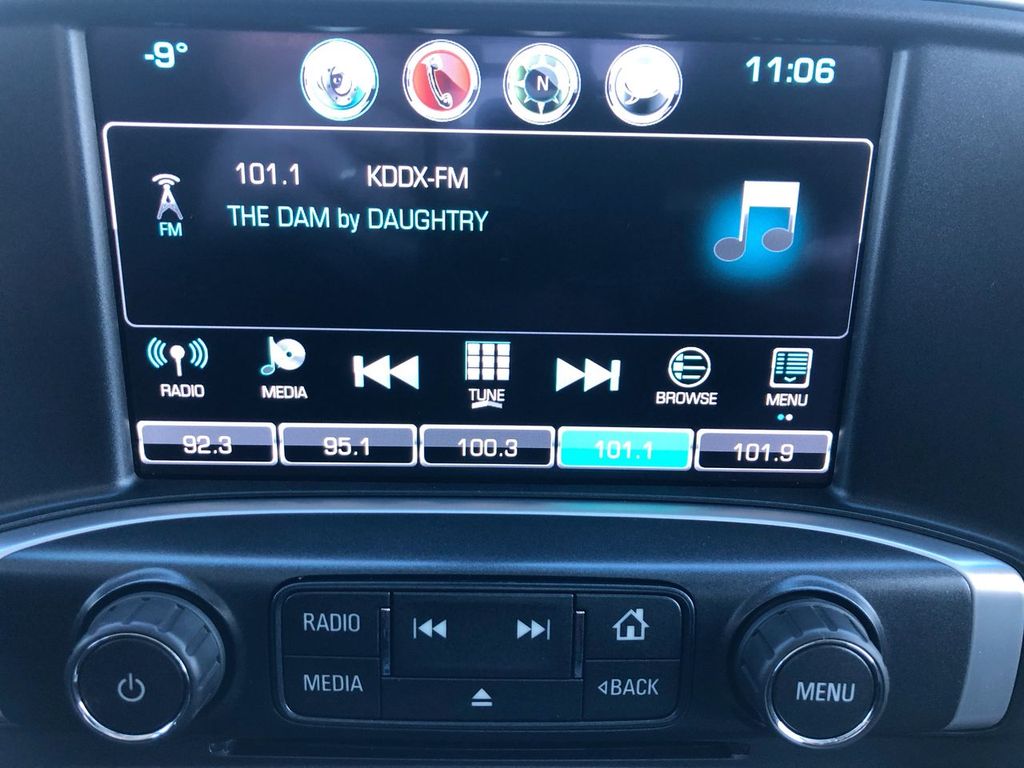 -9°
N
11:06
101.1 KDDX-FM
THE DAM by DAUGHTRY
FM
RADIO
MEDIA
TUNE
BROWSE
MENU
92.3
95.1
100.3
101.1
101.9
RADIO
MEDIA
BACK
MENU